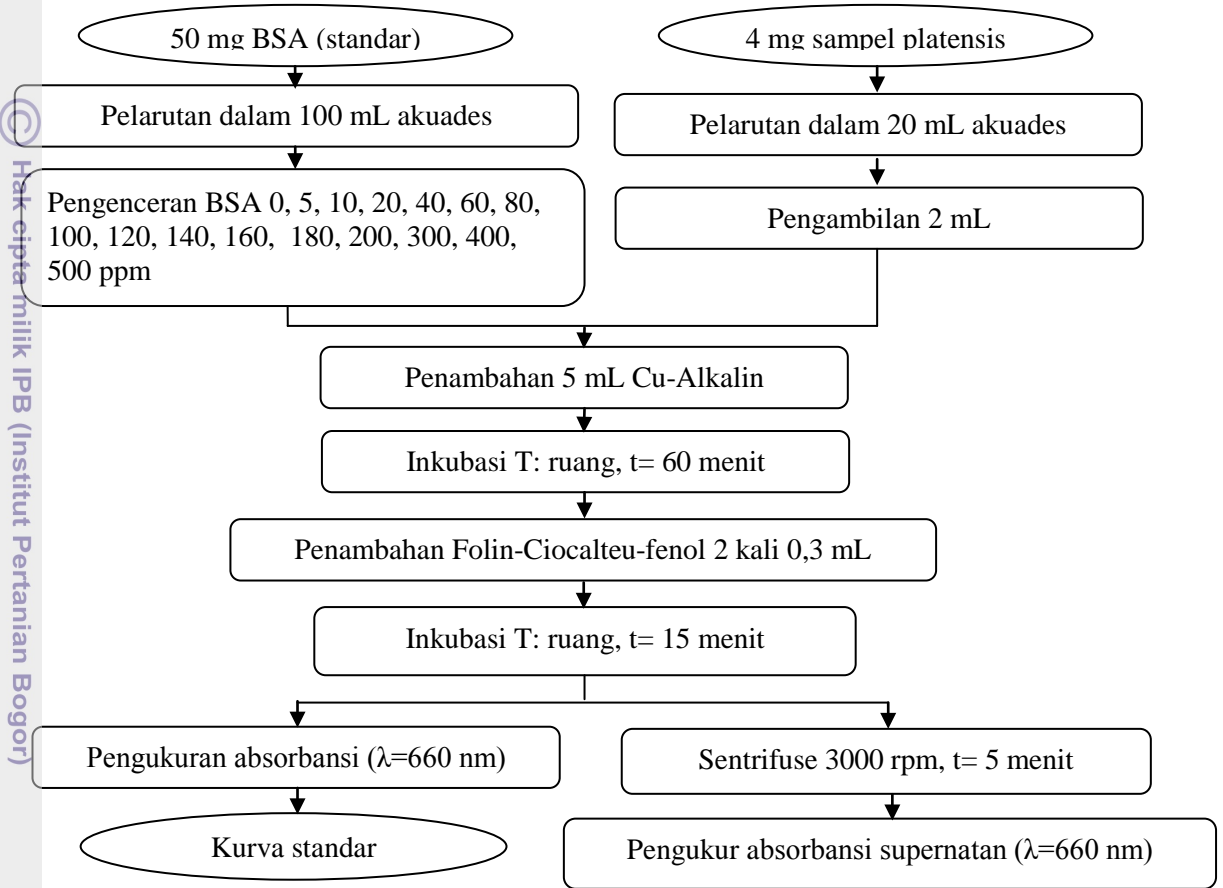 50 mg BSA (standar)
4 mg sampel platensis
Pelarutan dalam 100 mL akuades
Pelarutan dalam 20 mL akuades
Pengenceran BSA 0, 5, 10, 20, 40, 60, 80,
100, 120, 140, 160, 180, 200, 300, 400,
500 ppm
Pengambilan 2 mL
Penambahan 5 mL Cu-Alkalin
Inkubasi T: ruang, t= 60 menit
Penambahan Folin-Ciocalteu-fenol 2 kali 0,3 mL
Inkubasi T: ruang, t= 15 menit
Pengukuran absorbansi (λ=660 nm)
Sentrifuse 3000 rpm, t= 5 menit
Kurva standar
Pengukur absorbansi supernatan (λ=660 nm)
© Hak cipta milik IPB (Institut Pertanian Bogor)